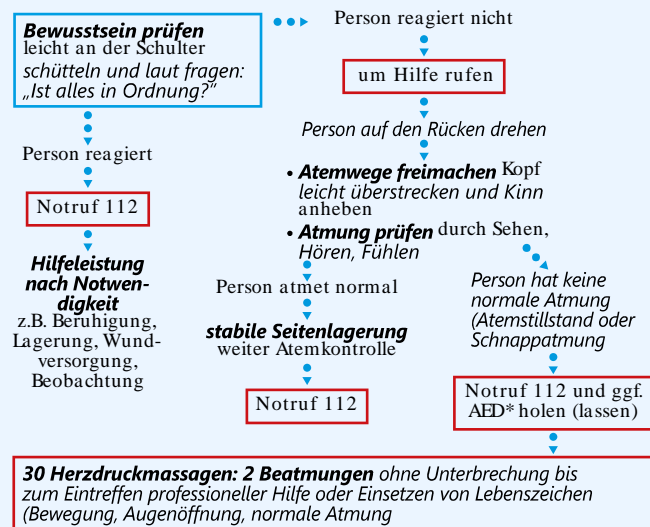 Bewusstsein prüfen
leicht an der Schulter
schütteln und laut fragen:
„Ist alles in Ordnung?“
Person reagiert
Notruf 112
Hilfeleistung
nach Notwen-
digkeit
z.B. Beruhigung,
Lagerung, Wund-
versorgung,
Beobachtung
Person reagiert nicht
um Hilfe rufen
Person auf den Rücken drehen
• Atemwege freimachen Kopf
leicht überstrecken und Kinn
anheben
• Atmung prüfen durch Sehen,
Hören, Fühlen
Person atmet normal
stabile Seitenlagerung
weiter Atemkontrolle
Notruf 112
Person hat keine
normale Atmung
(Atemstillstand oder
Schnappatmung
Notruf 112 und ggf.
AED* holen (lassen)
30 Herzdruckmassagen: 2 Beatmungen ohne Unterbrechung bis
zum Eintreffen professioneller Hilfe oder Einsetzen von Lebenszeichen
(Bewegung, Augenöffnung, normale Atmung